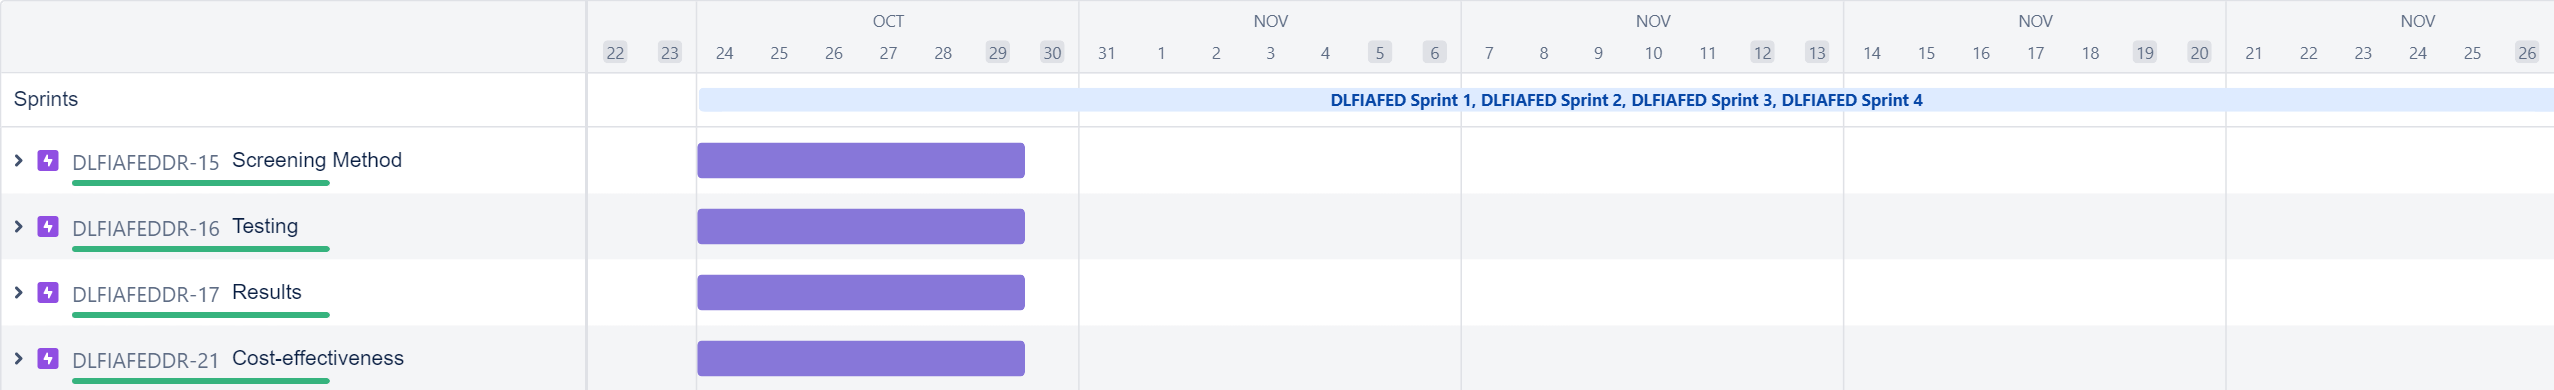 OCT NOV NOV NOV NOV
22 23 24 25 26 27 28 29 30 31 1 2 3 4 5 6 7 8 9 10 11 12 13 14 15 16 17 18 19 20 21 22 23 24 25 26
Sprints DLFIAFED Sprint 1, DLFIAFED Sprint 2, DLFIAFED Sprint 3, DLFIAFED Sprint 4
DLFIAFEDDR-15 Screening Method
DLFIAFEDDR-16 Testing
DLFIAFEDDR-17 Results
DLFIAFEDDR-21 Cost-effectiveness